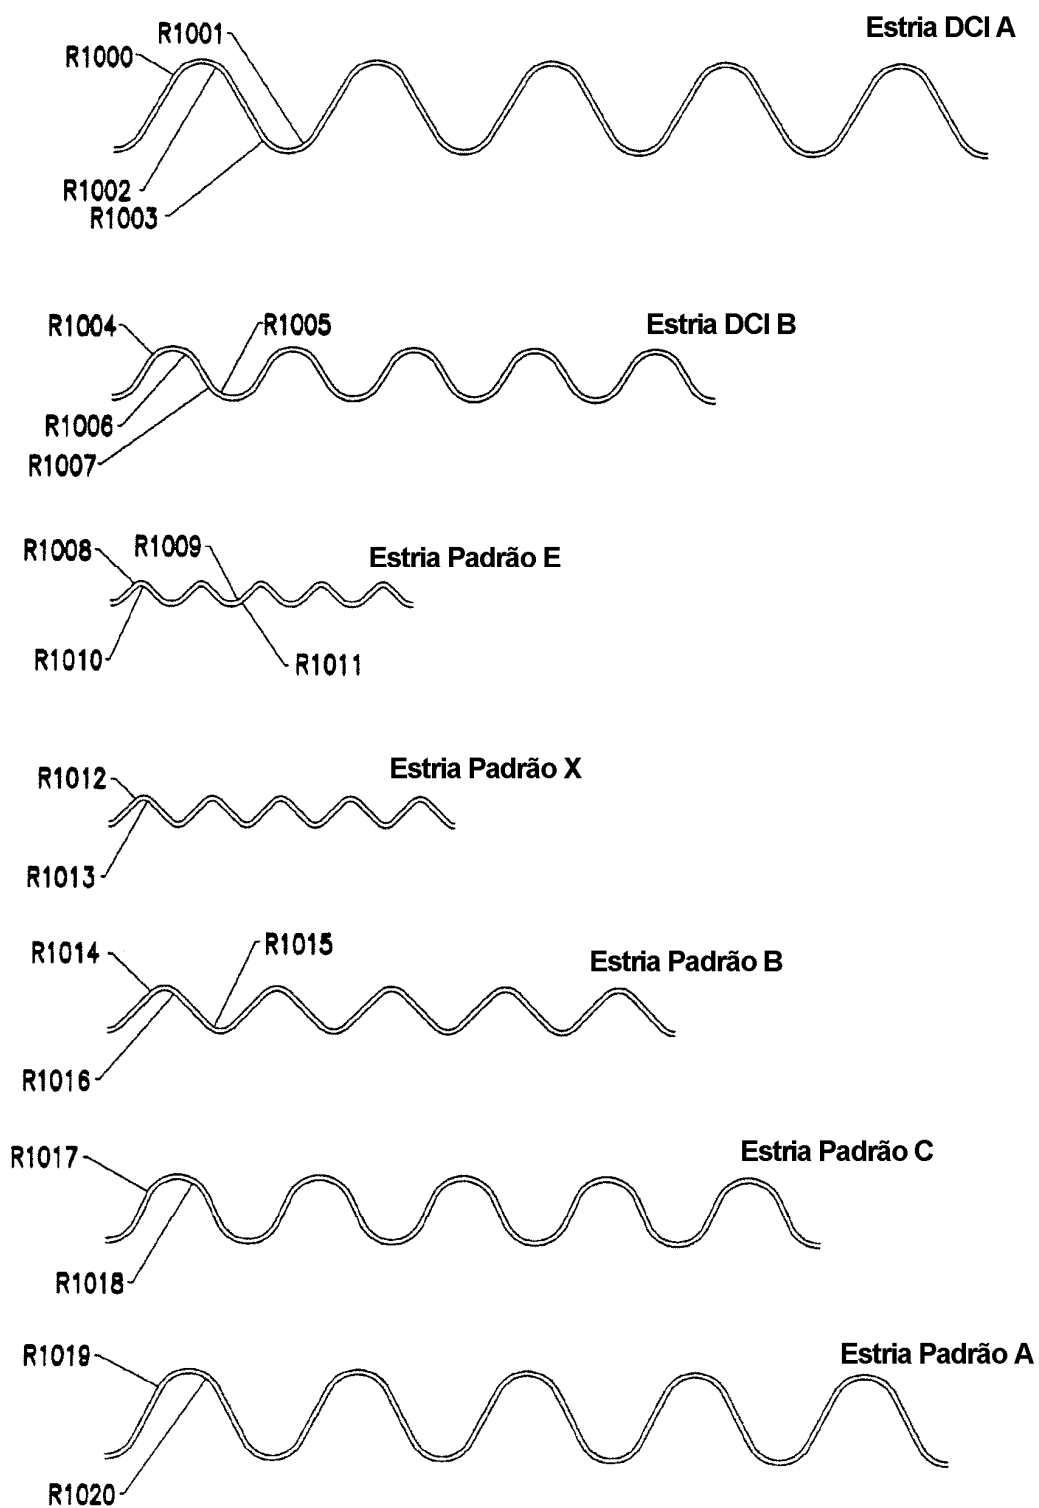 Estria DCI A
R1001
R1000
R1002
R1003
Estria DCI B
R1004
R1005
R1006
R1007
Estria Padrão E
R1009
R1008
R1010
R1011
Estria Padrão X
R1012
R1013
Estria Padrão B
R1014
R1015
R1016
Estria Padrão C
R1017
R1018
Estria Padrão A
R1019
R1020